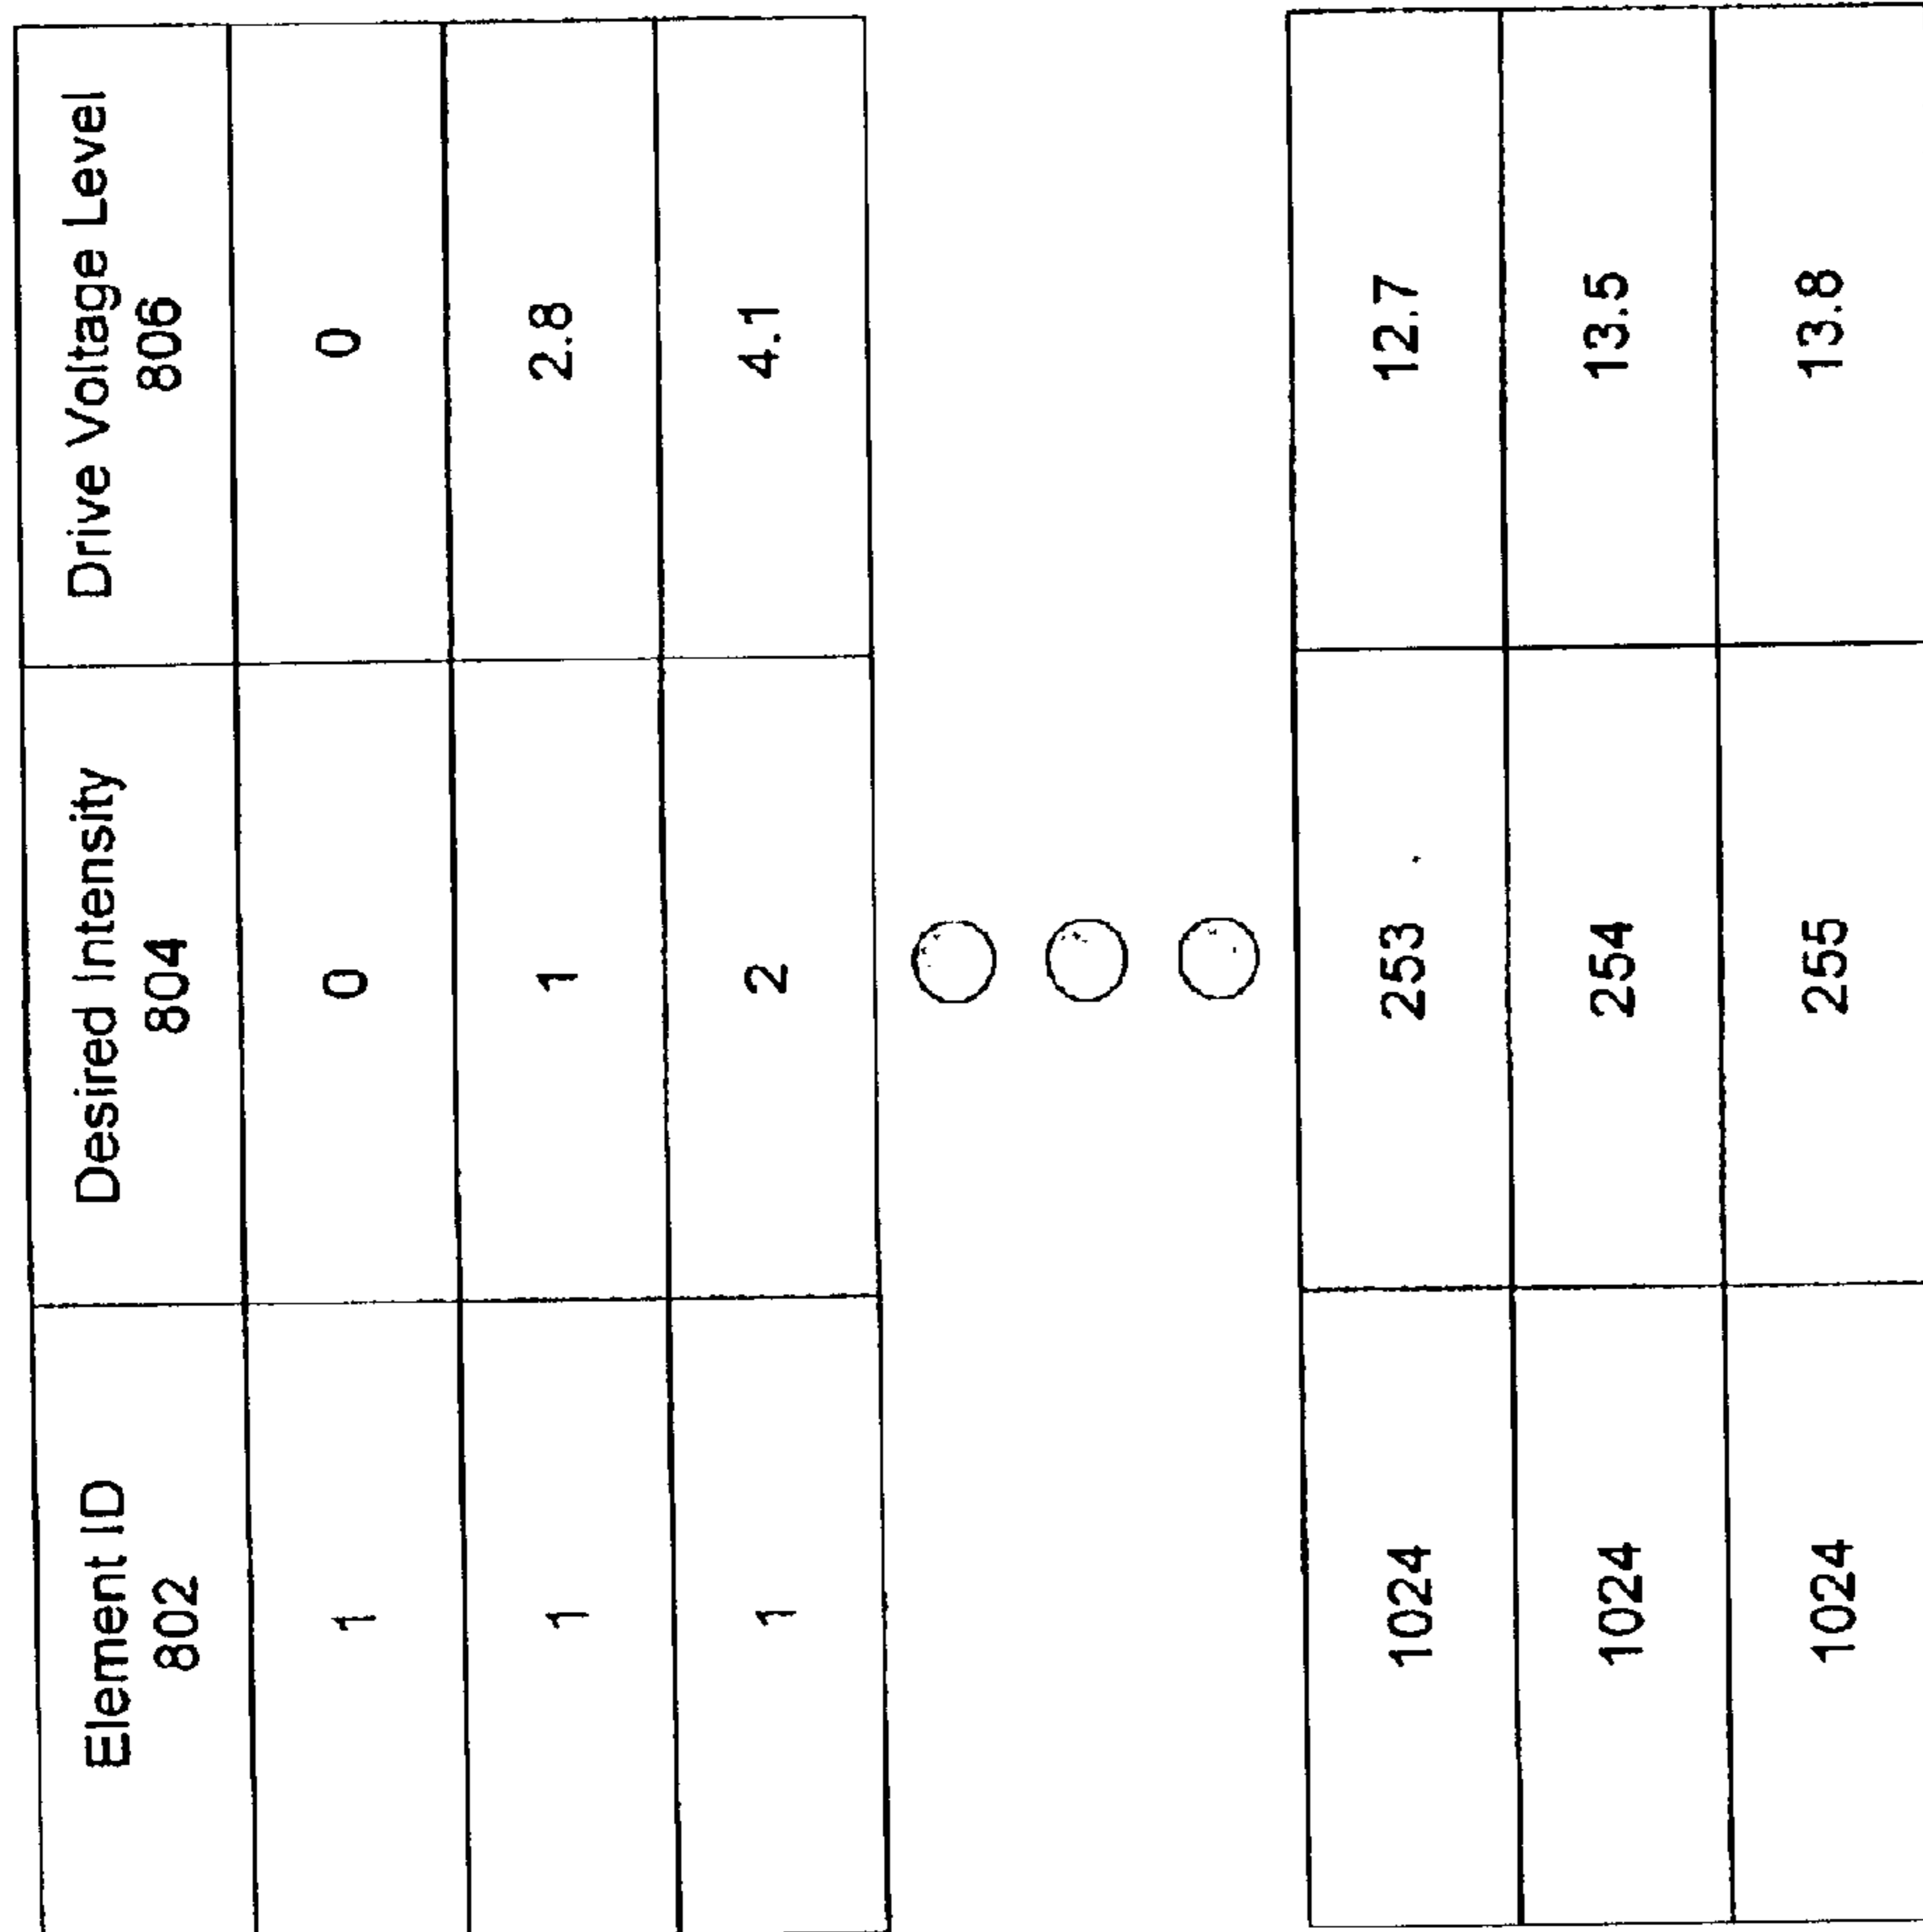 Element ID Desired Intensity Drive Voltage Level
802 804 806
1 0 0
1 1 2.8
1 2 4.1
1024 253 12.7
1024 254 13.5
1024 255 13.8